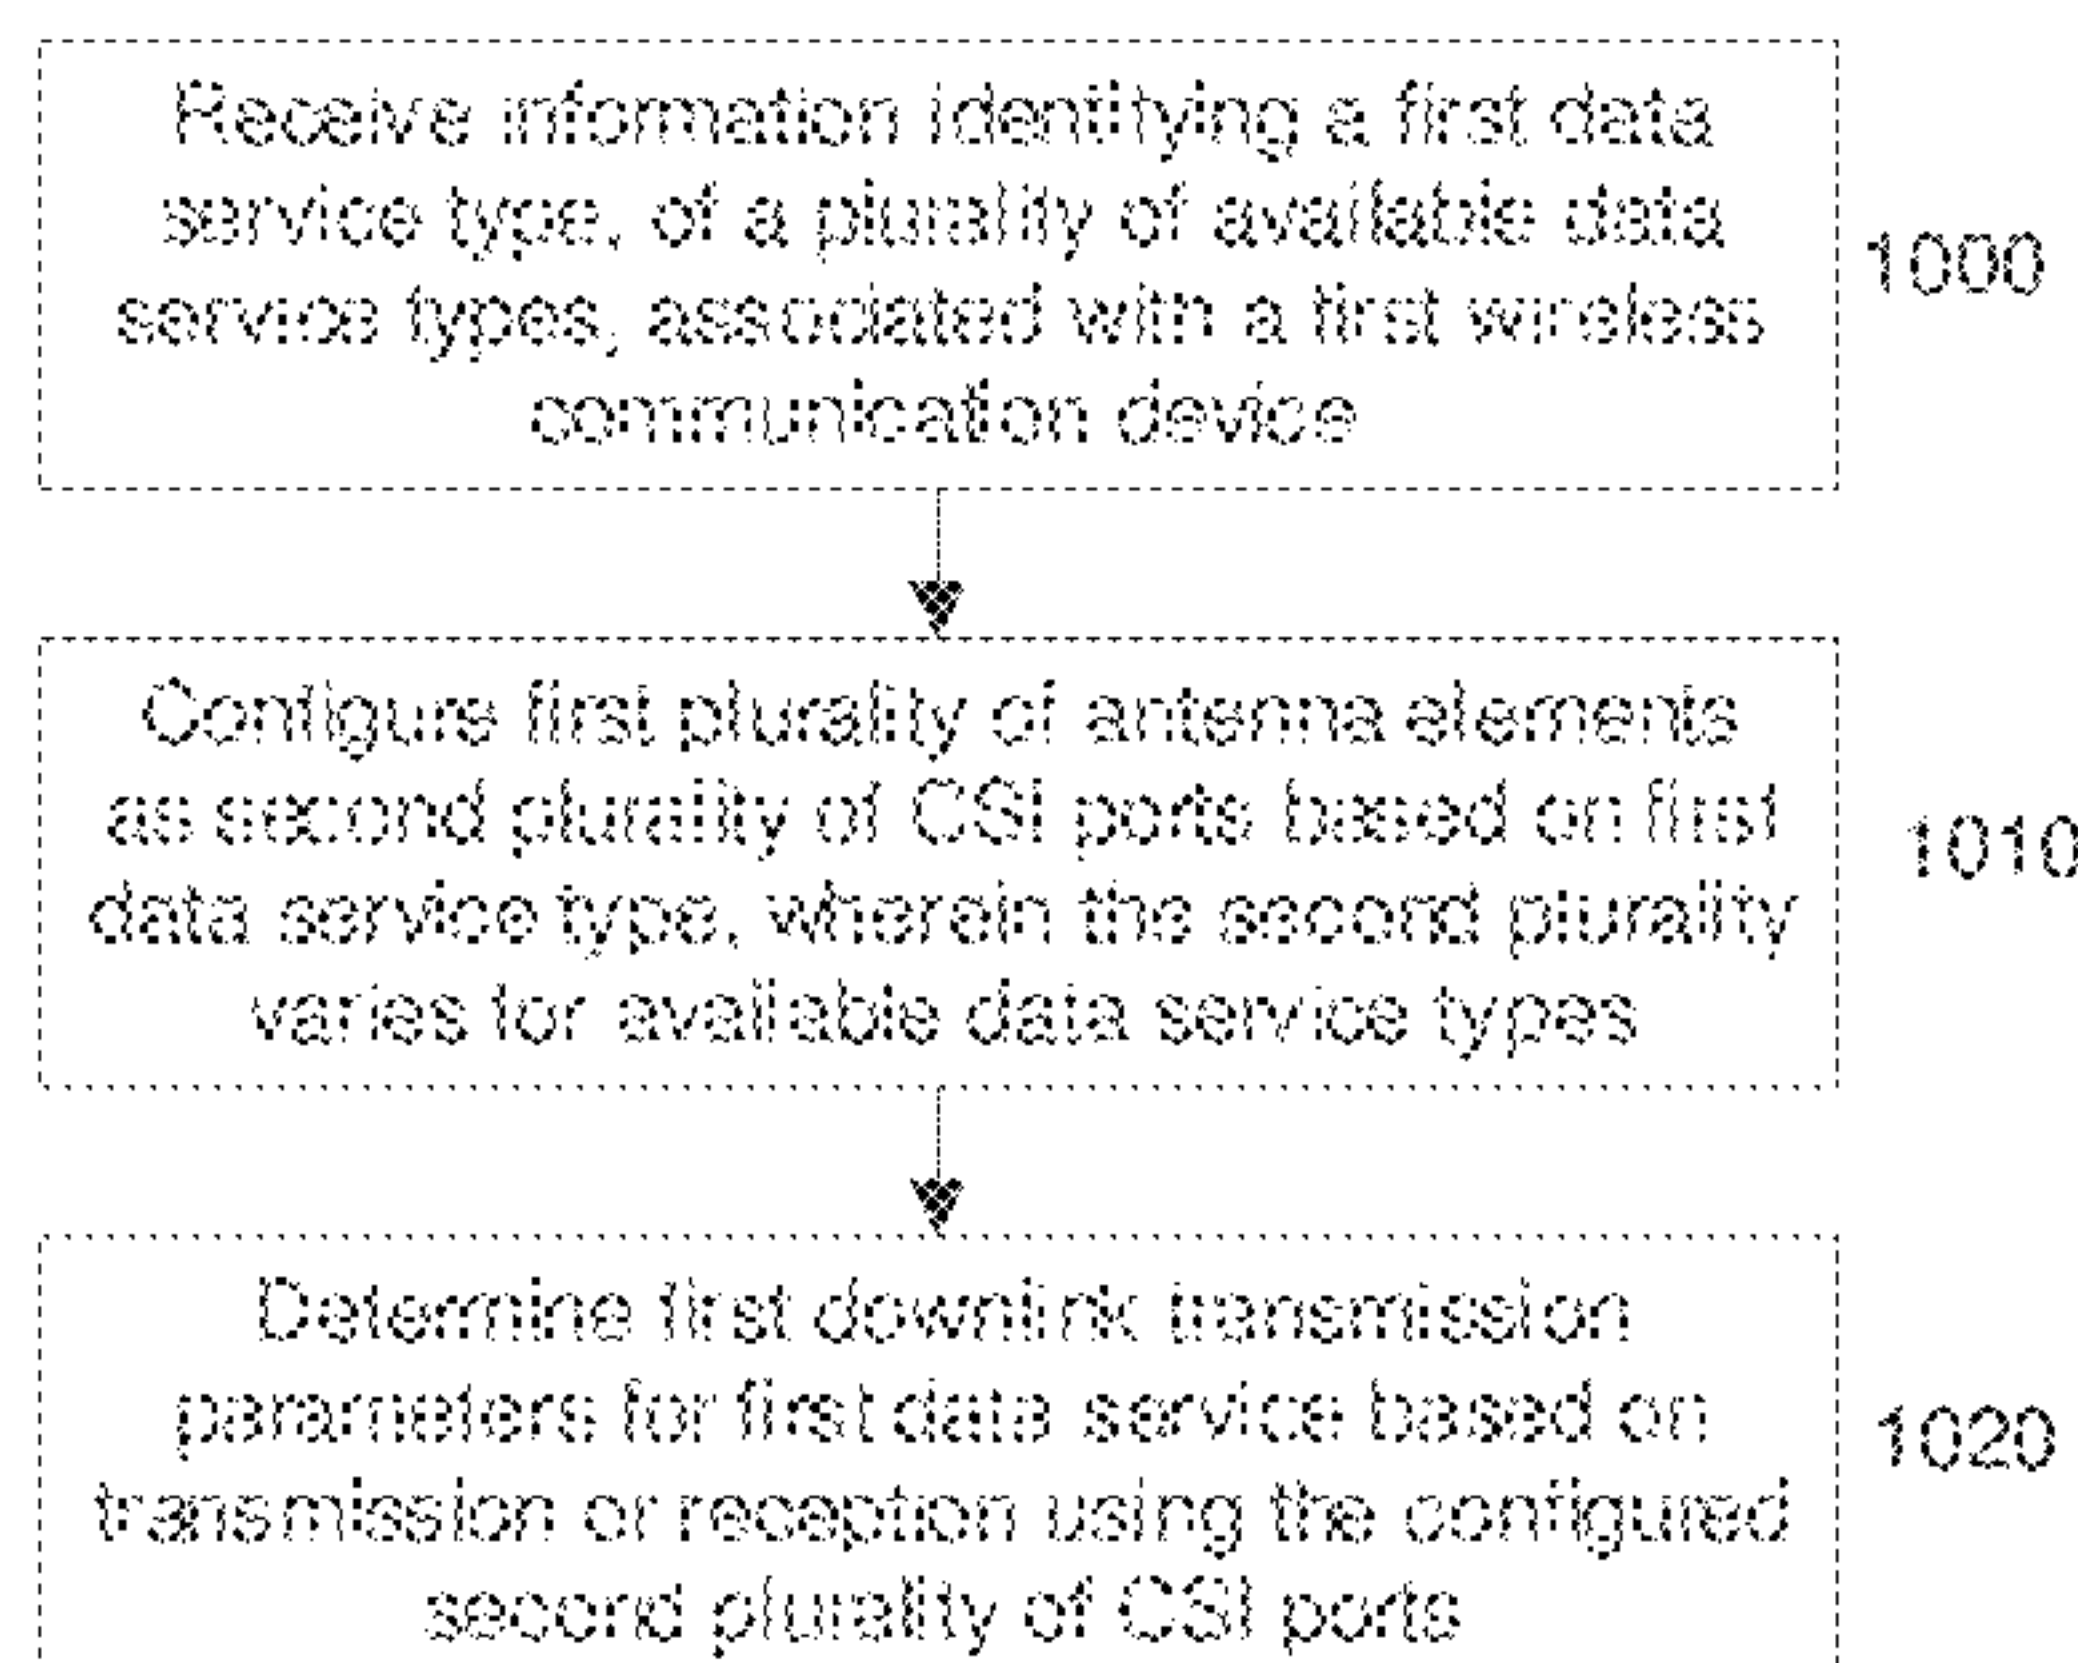 Receive information identifying a first data
service type, of a plurality of available data
service types, associated with a first wireless
communication device
1000
Configure first plurality of antenna elements
as second plurality of CSI ports based on first
data service type, wherein the second plurality
varies for available data service types
1010
Determine first downlink transmission
parameters for first data service based on
transmission or reception using the configured
second plurality of CSI ports
1020